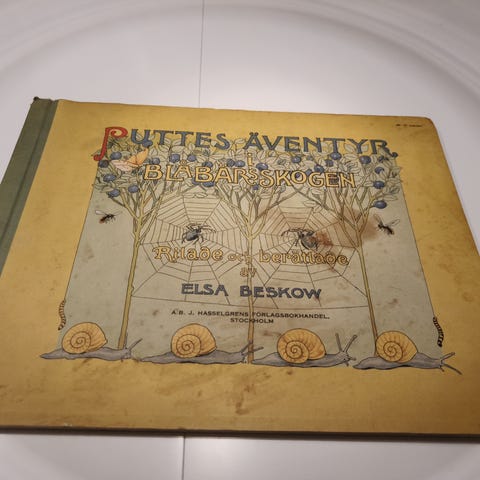 PUTTES ÄVENTYR
I
BLÅBÄRSSKOGEN
Ritade och berättade
av
ELSA BESKOW
A. B. J. HASSELGRENS FÖRLAGSBOKHANDEL,
STOCKHOLM